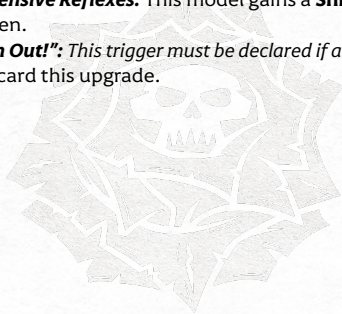 ensive Reflexes: This model gains a Shi
en.
n Out!": This trigger must be declared if a
card this upgrade.